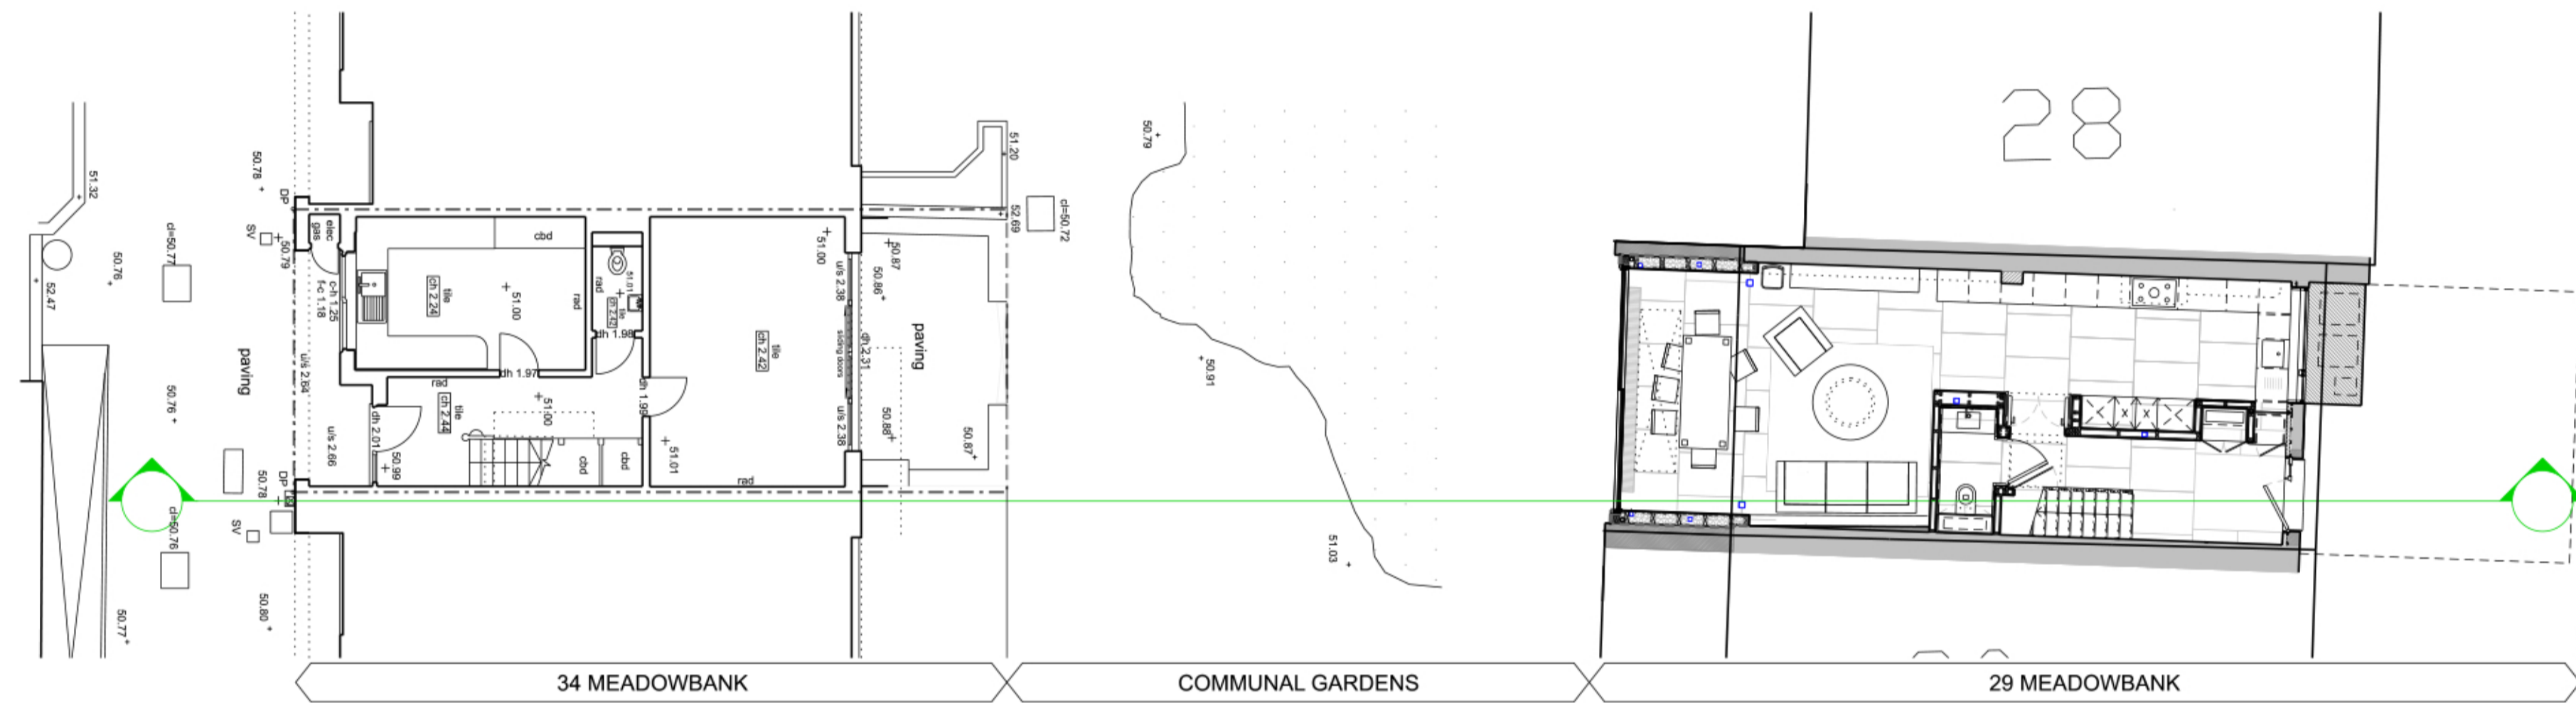 51.32
52.47
50.76
cl=50.77
50.76
50.77
paving
cl=50.76
50.78
DP
SV
50.79
elec
gas
c-h 1.25
f-c 1.18
u/s 2.64
u/s 2.66
50.78
DP
SV
50.80
tile
ch 2.24
cbd
51.00
rad
rad
51.01
tile
ch 2.42
dh 1.98
dh 1.97
rad
tile
ch 2.44
dh 2.01
50.99
51.00
cbd
cbd
dh 1.99
51.01
rad
tile
ch 2.42
51.00
u/s 2.38
sliding doors
u/s 2.38
dh 2.31
50.87
50.86
50.88
50.87
paving
51.20
52.69
cl=50.72
50.79
50.91
51.03
28
34 MEADOWBANK
COMMUNAL GARDENS
29 MEADOWBANK